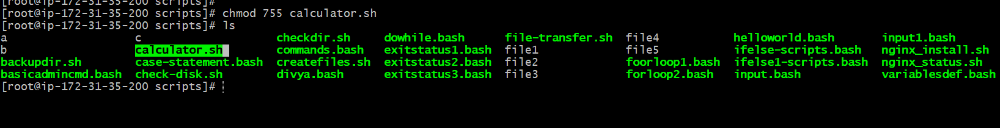 [root@ip-172-31-35-200 scripts]#
[root@ip-172-31-35-200 scripts]# chmod 755 calculator.sh
[root@ip-172-31-35-200 scripts]# ls
a c checkdir.sh dowhile.bash file-transfer.sh file4 helloworld.bash input1.bash
b calculator.sh commands.bash exitstatus1.bash file1 file5 ifelse-scripts.bash nginx_install.sh
backupdir.sh case-statement.bash createfiles.sh exitstatus2.bash file2 foorloop1.bash ifelse1-scripts.bash nginx_status.sh
basicadmincmd.bash check-disk.sh divya.bash exitstatus3.bash file3 forloop2.bash input.bash variablesdef.bash
[root@ip-172-31-35-200 scripts]#